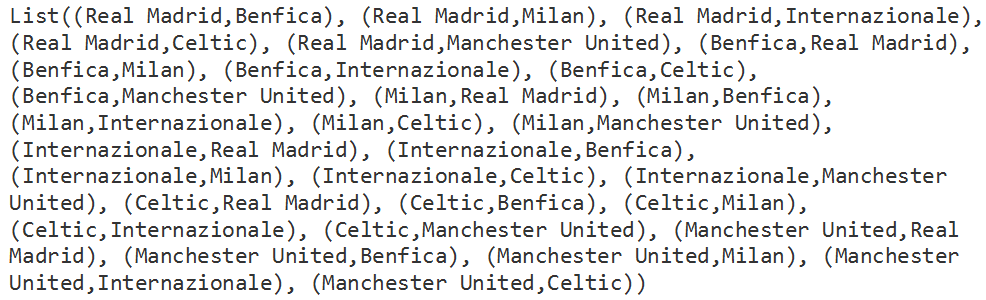 List((Real Madrid,Benfica), (Real Madrid,Milan), (Real Madrid,Internazionale),
(Real Madrid,Celtic), (Real Madrid,Manchester United), (Benfica,Real Madrid),
(Benfica,Milan), (Benfica,Internazionale), (Benfica,Celtic),
(Benfica,Manchester United), (Milan,Real Madrid), (Milan,Benfica),
(Milan,Internazionale), (Milan,Celtic), (Milan,Manchester United),
(Internazionale,Real Madrid), (Internazionale,Benfica),
(Internazionale,Milan), (Internazionale,Celtic), (Internazionale,Manchester
United), (Celtic,Real Madrid), (Celtic,Benfica), (Celtic,Milan),
(Celtic,Internazionale), (Celtic,Manchester United), (Manchester United,Real
Madrid), (Manchester United,Benfica), (Manchester United,Milan), (Manchester
United,Internazionale), (Manchester United,Celtic))